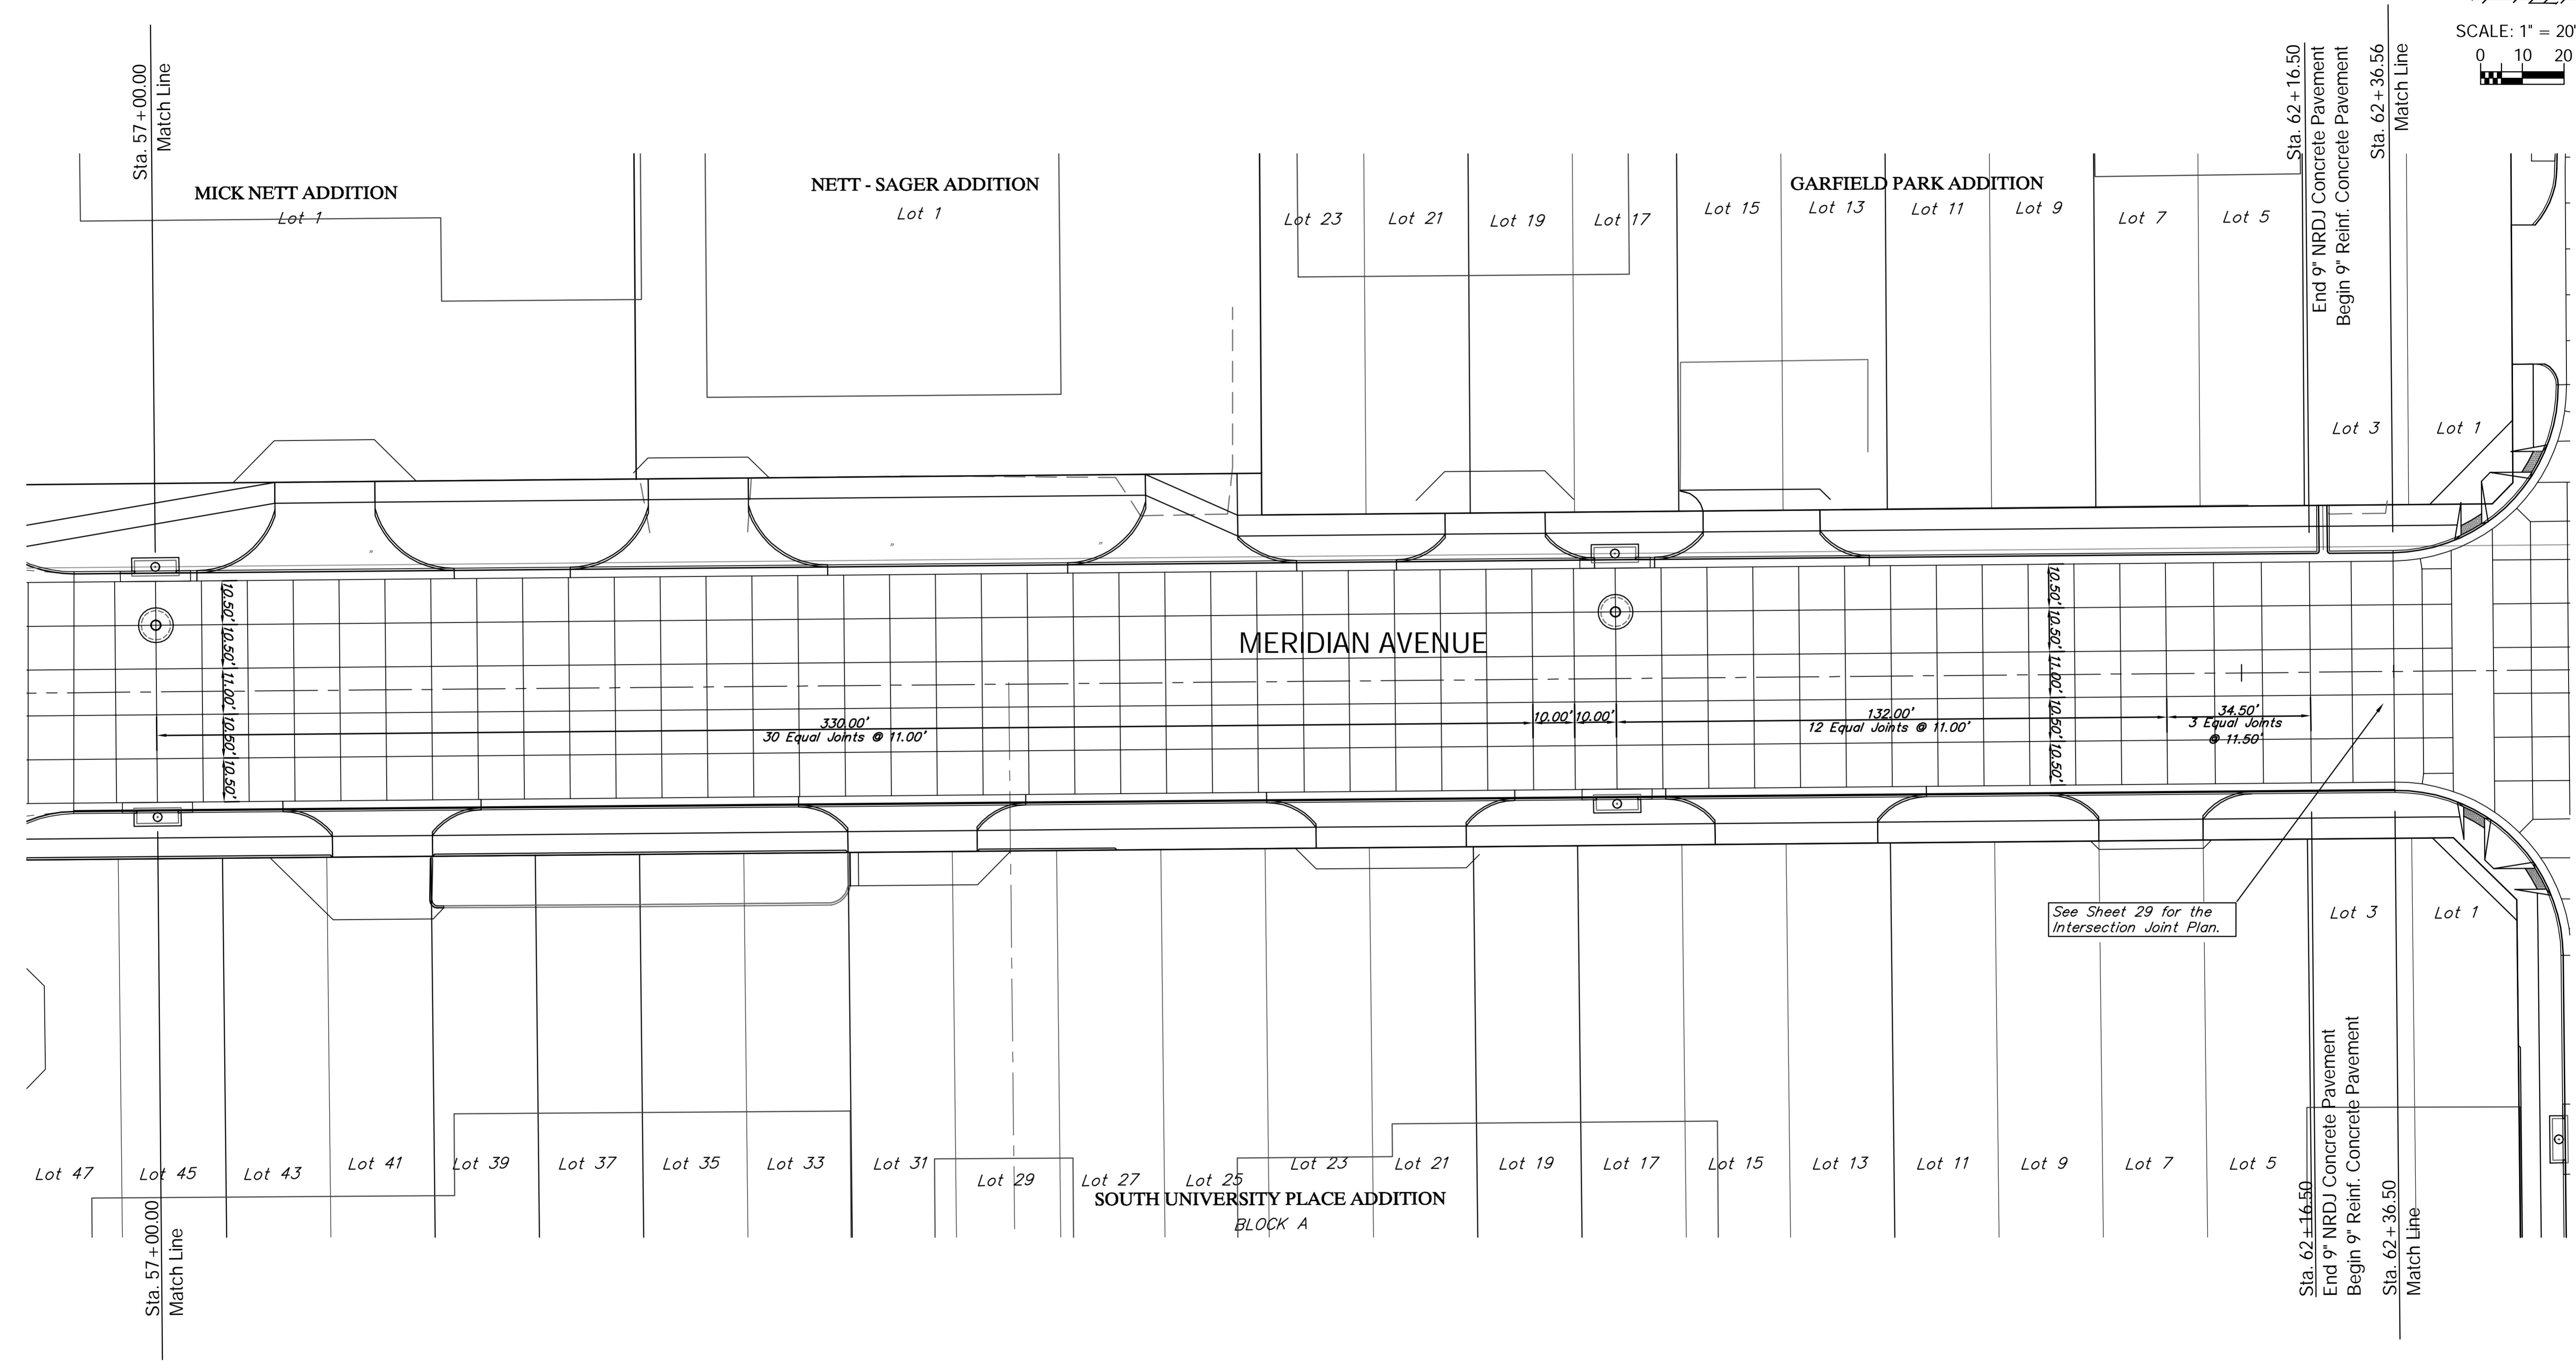 SCALE: 1" = 20'
0 10 20
Sta. 57+00.00
Match Line
Sta. 62+16.50
End 9" NRDJ Concrete Pavement
Begin 9" Reinf. Concrete Pavement
Sta. 62+36.56
Match Line
MICK NETT ADDITION
Lot 1
NETT - SAGER ADDITION
Lot 1
GARFIELD PARK ADDITION
Lot 23
Lot 21
Lot 19
Lot 17
Lot 15
Lot 13
Lot 11
Lot 9
Lot 7
Lot 5
Lot 3
Lot 1
10.50'
10.50'
11.00'
10.50'
10.50'
MERIDIAN AVENUE
10.50'
10.50'
11.00'
10.50'
10.50'
330.00'
30 Equal Joints @ 11.00'
10.00'
10.00'
132.00'
12 Equal Joints @ 11.00'
34.50'
3 Equal Joints
@ 11.50'
See Sheet 29 for the
Intersection Joint Plan.
Lot 3
Lot 1
Lot 47
Lot 45
Lot 43
Lot 41
Lot 39
Lot 37
Lot 35
Lot 33
Lot 31
Lot 29
Lot 27
Lot 25
Lot 23
Lot 21
Lot 19
Lot 17
Lot 15
Lot 13
Lot 11
Lot 9
Lot 7
Lot 5
SOUTH UNIVERSITY PLACE ADDITION
BLOCK A
Sta. 57+00.00
Match Line
Sta. 62+16.50
End 9" NRDJ Concrete Pavement
Begin 9" Reinf. Concrete Pavement
Sta. 62+36.50
Match Line